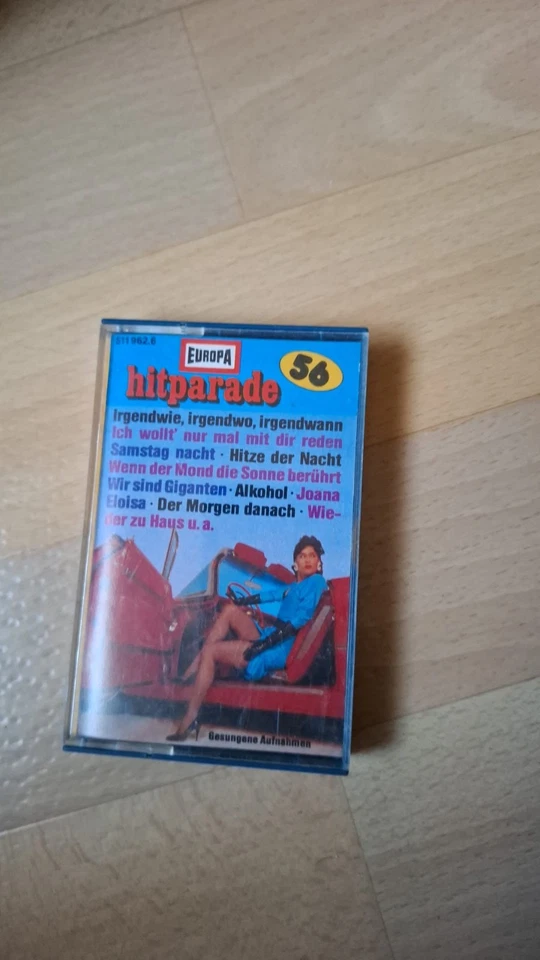 511 962.8
EUROPA
56
hitparade
Irgendwie, irgendwo, irgendwann
Ich wollt' nur mal mit dir reden
Samstag nacht · Hitze der Nacht
Wenn der Mond die Sonne berührt
Wir sind Giganten · Alkohol · Joana
Eloisa · Der Morgen danach · Wie-
der zu Haus u. a.
Gesungene Aufnahmen